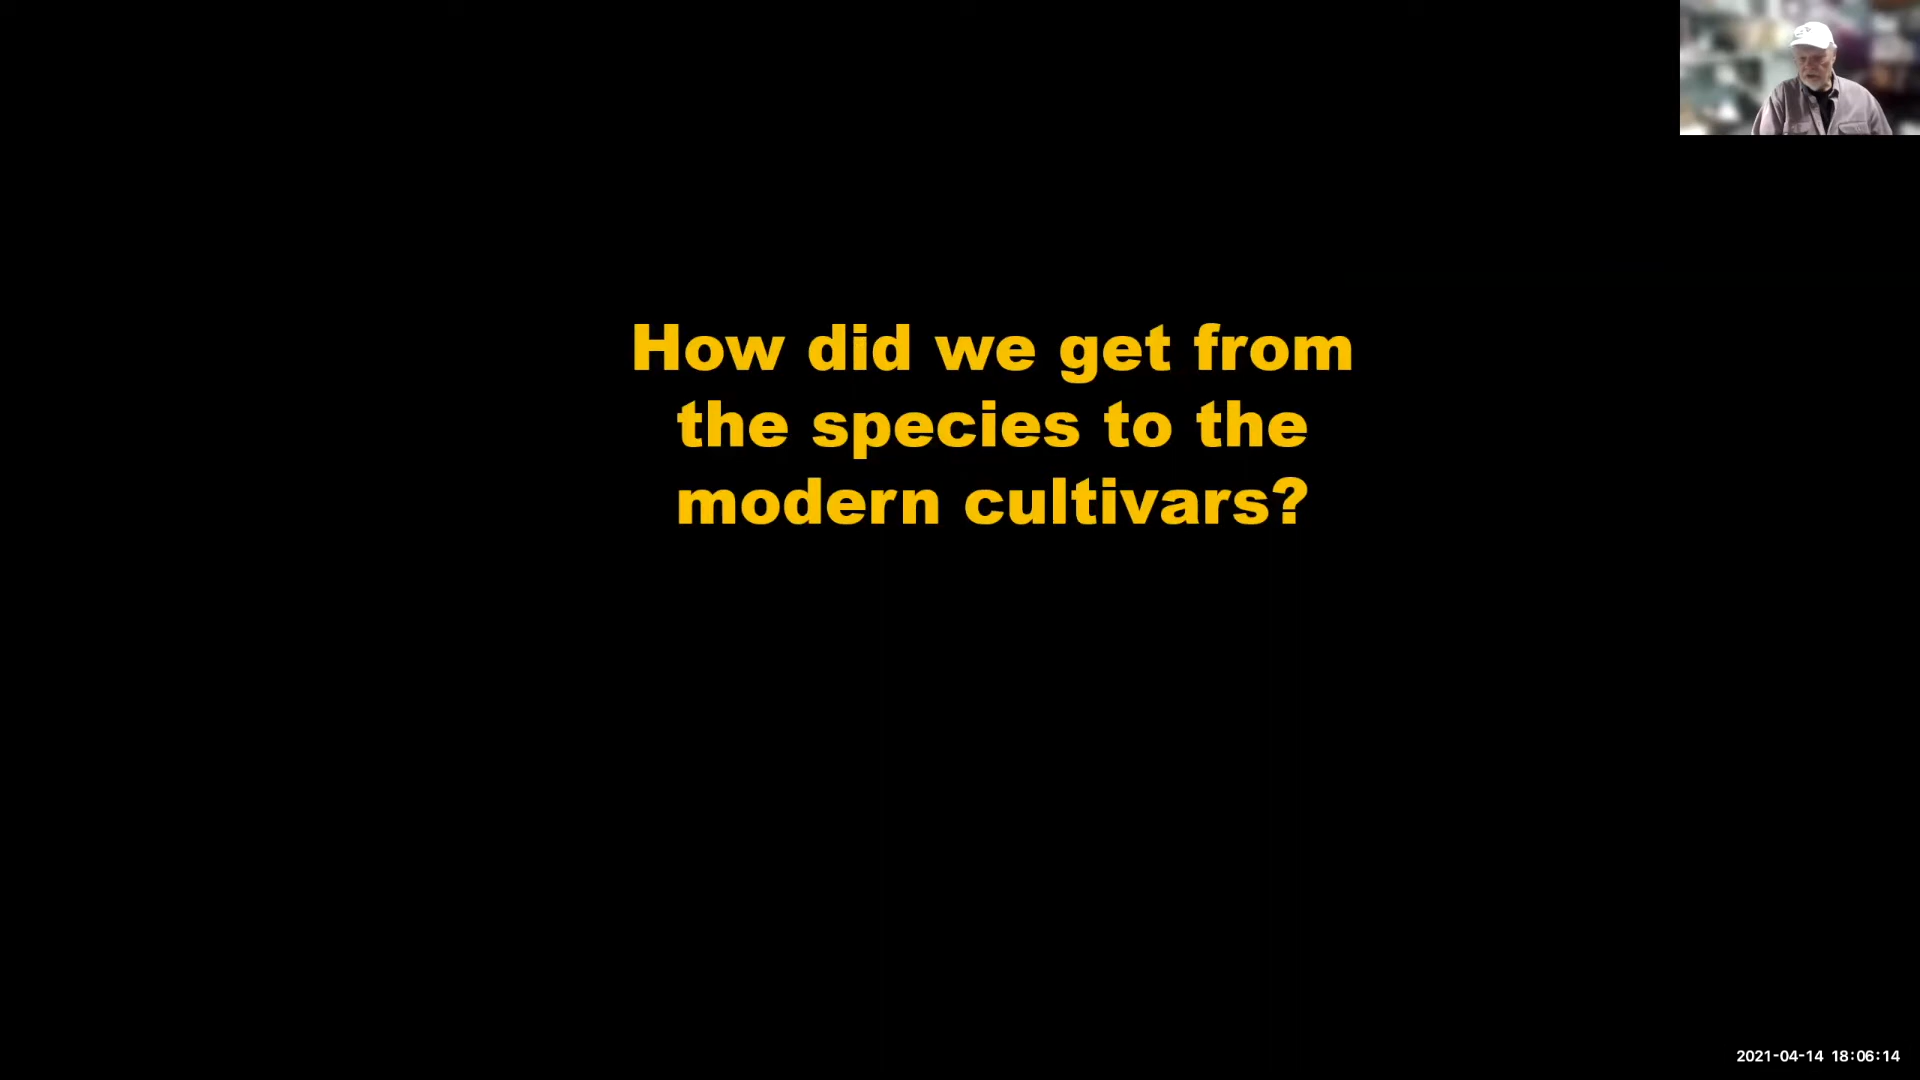 How did we get from
the species to the
modern cultivars?
2021-04-14 18:06:14